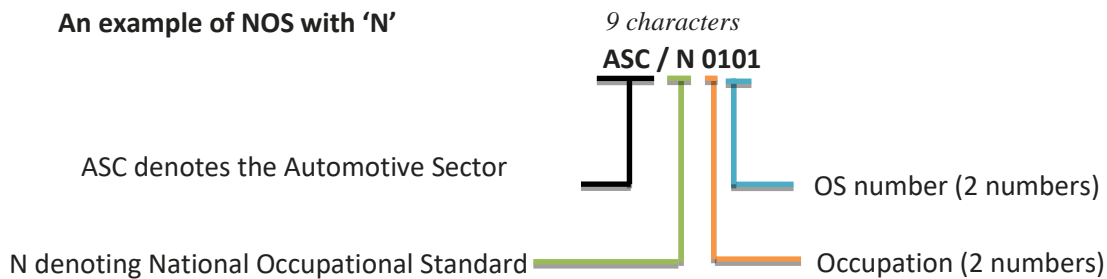 An example of NOS with ‘N’
9 characters
ASC / N 0101
ASC denotes the Automotive Sector
OS number (2 numbers)
N denoting National Occupational Standard
Occupation (2 numbers)